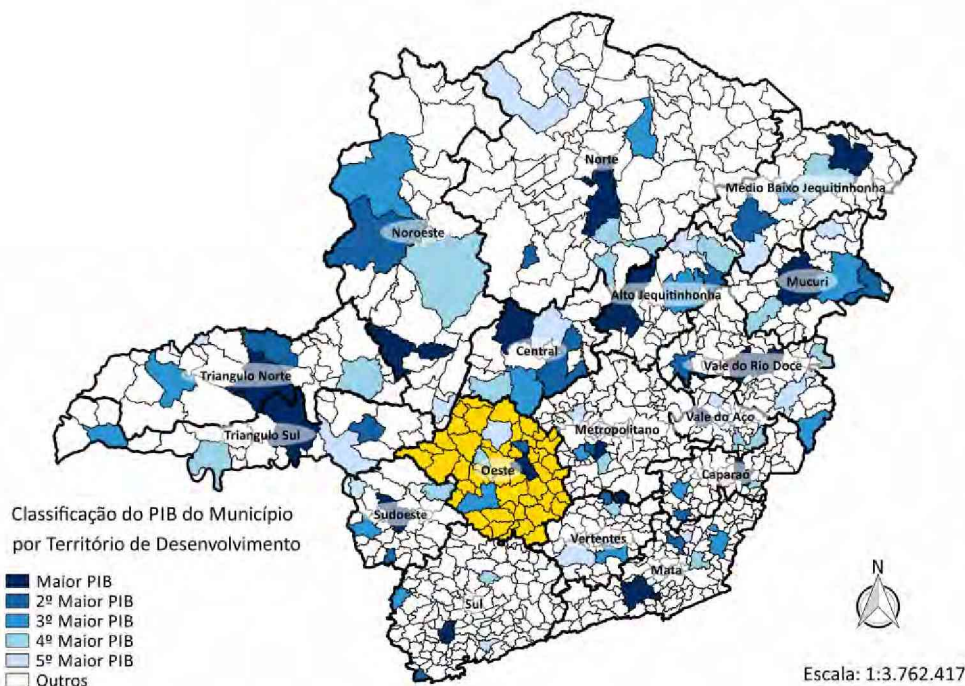 Norte
Médio Baixo Jequitinhonha
Noroeste
Mucuri
Alto Jequitinhonha
Central
Vale do Rio Doce
Triangulo Norte
Vale do Aço
Metropolitano
Triangulo Sul
Oeste
Caparaó
Sudoeste
Vertentes
Mata
Sul
Classificação do PIB do Município
por Território de Desenvolvimento
Maior PIB
2º Maior PIB
3º Maior PIB
4º Maior PIB
5º Maior PIB
Outros
N
Escala: 1:3.762.417